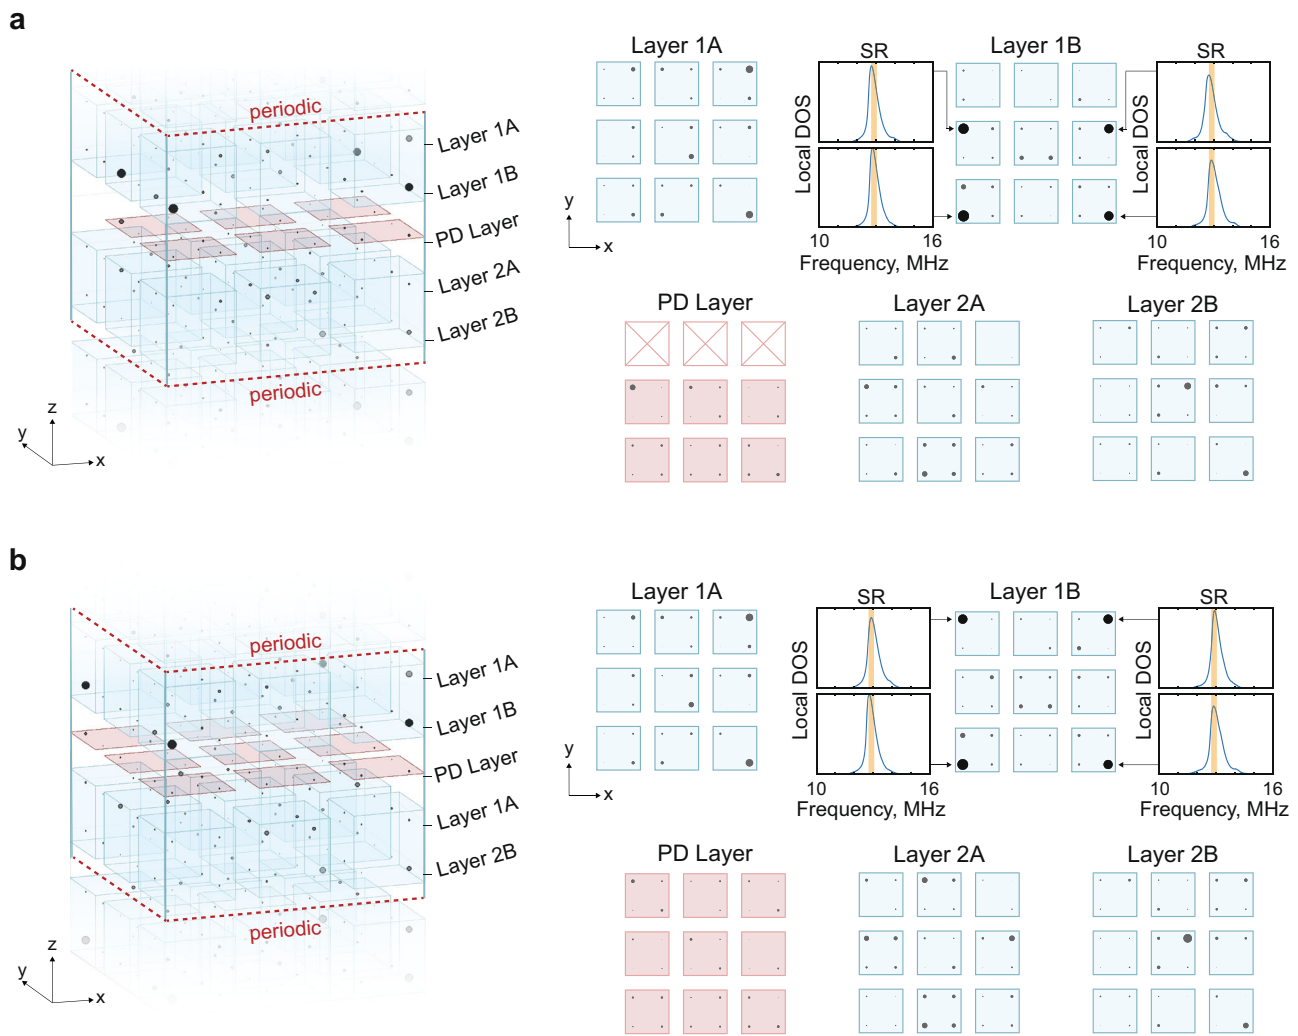 a
periodic
Layer 1A
Layer 1B
PD Layer
Layer 2A
Layer 2B
periodic
z
y
x
Layer 1A
SR
Layer 1B
SR
Local DOS
Local DOS
y
x
10
16
10
16
Frequency, MHz
Frequency, MHz
PD Layer
Layer 2A
Layer 2B
b
periodic
Layer 1A
Layer 1B
PD Layer
Layer 1A
Layer 2B
periodic
z
y
x
Layer 1A
SR
Layer 1B
SR
Local DOS
Local DOS
y
x
10
16
10
16
Frequency, MHz
Frequency, MHz
PD Layer
Layer 2A
Layer 2B